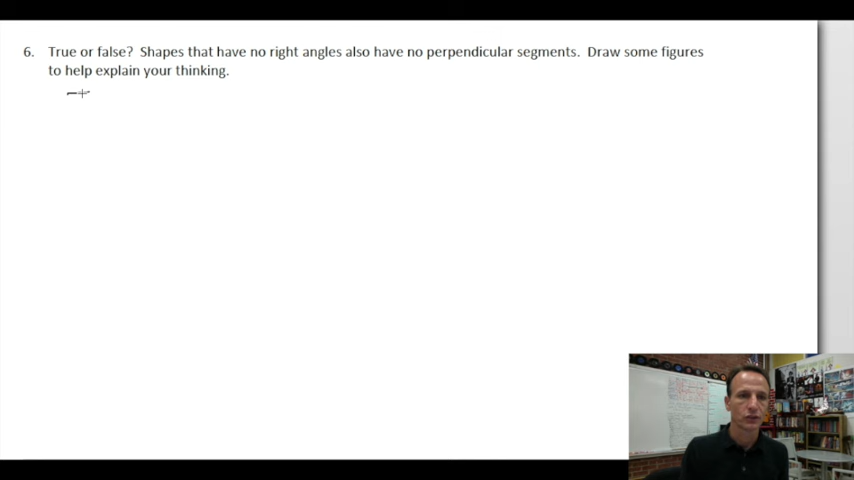 6. True or false? Shapes that have no right angles also have no perpendicular segments. Draw some figures
to help explain your thinking.